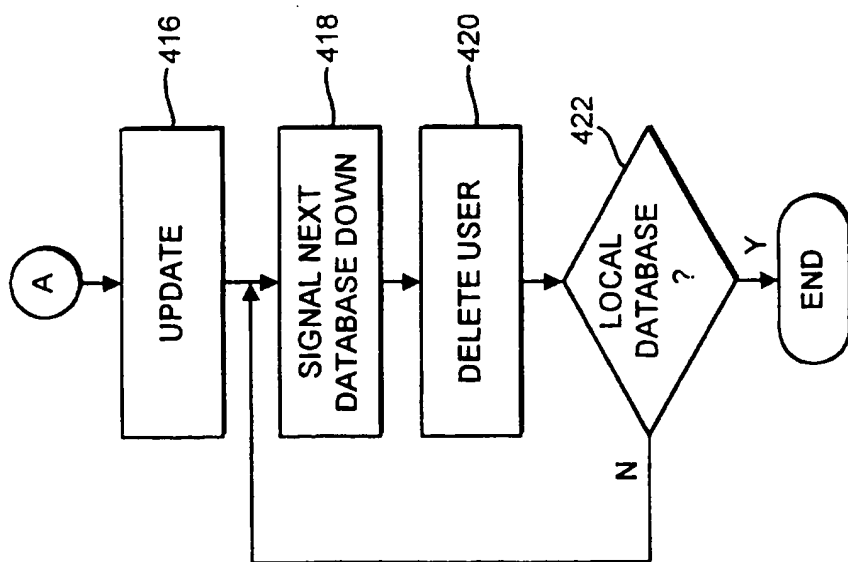 A
UPDATE
416
SIGNAL NEXT
DATABASE DOWN
418
DELETE USER
420
LOCAL
DATABASE
?
422
N
Y
END